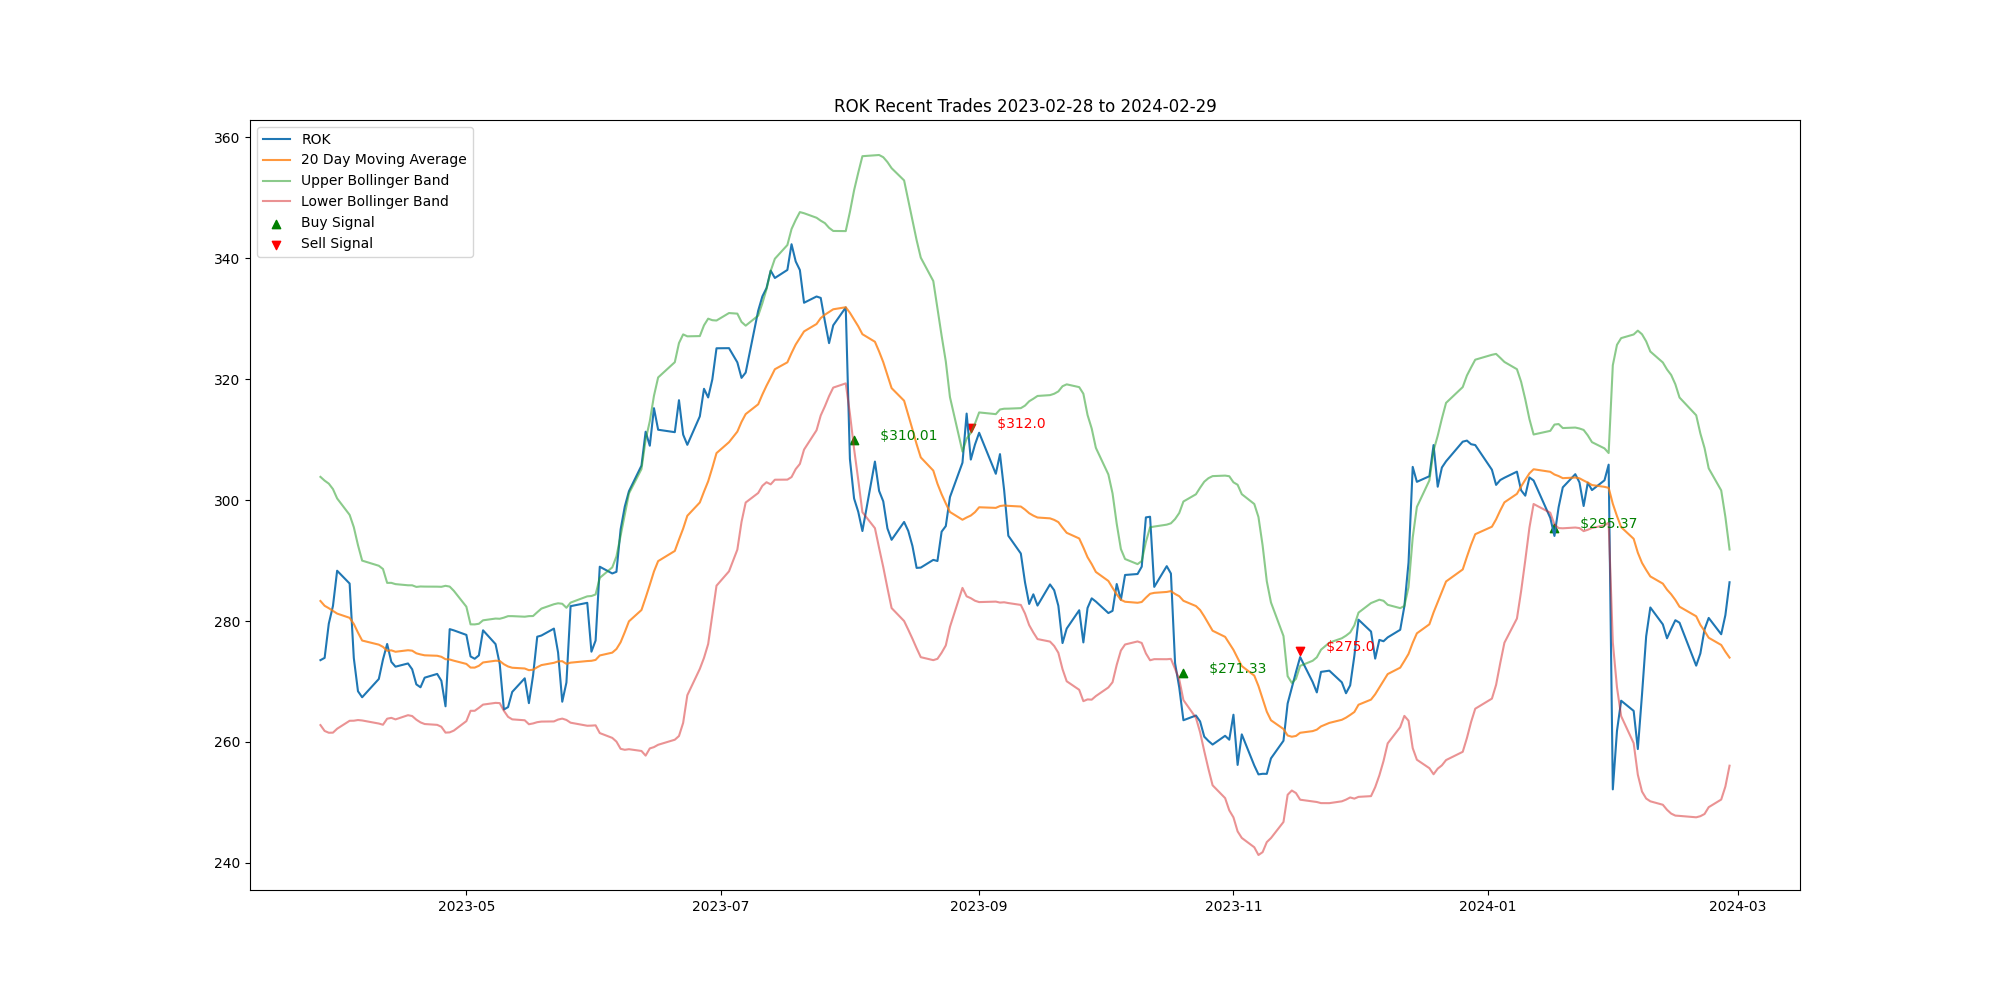 ROK Recent Trades 2023-02-28 to 2024-02-29
360
340
320
300
280
260
240
ROK
20 Day Moving Average
Upper Bollinger Band
Lower Bollinger Band
Buy Signal
Sell Signal
$310.01
$312.0
$271.33
$275.0
$295.37
2023-05
2023-07
2023-09
2023-11
2024-01
2024-03